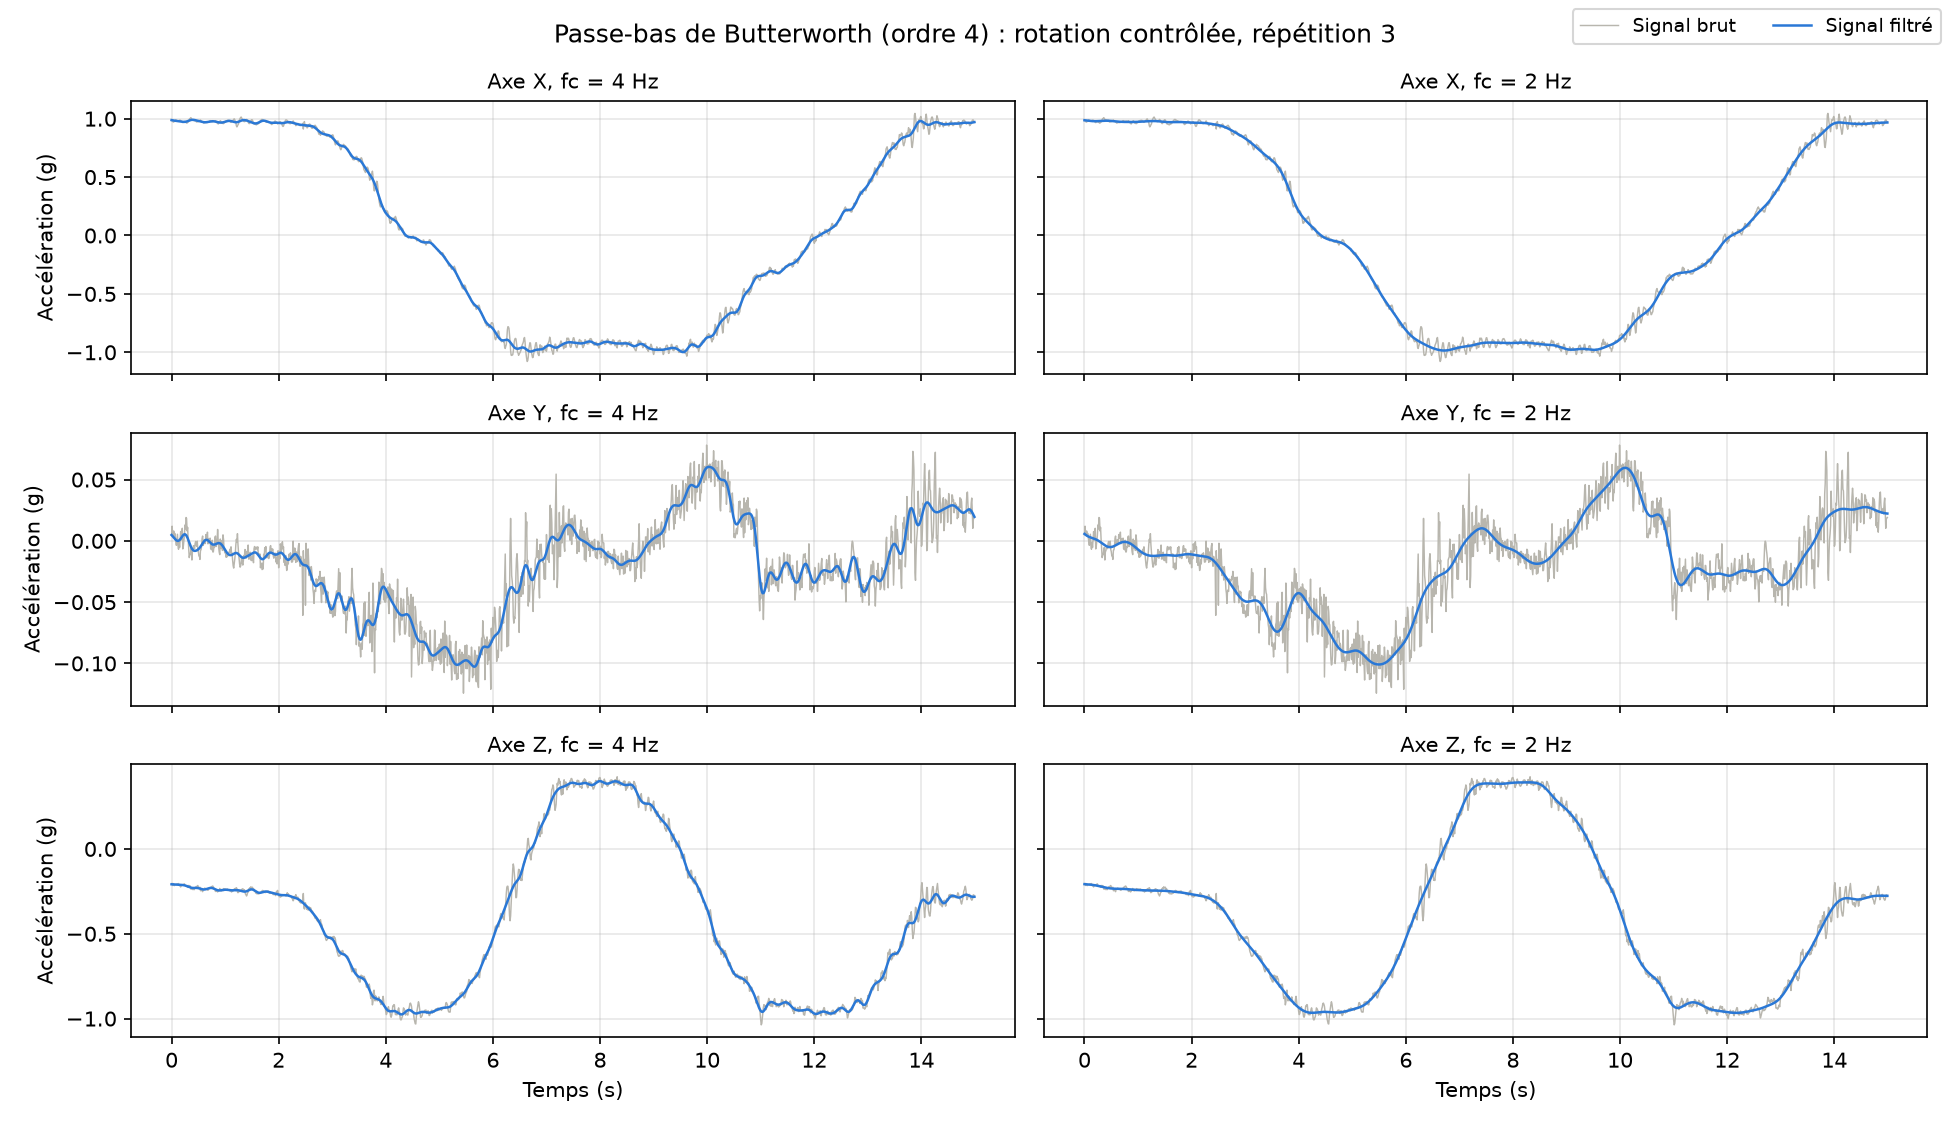 Passe-bas de Butterworth (ordre 4) : rotation contrôlée, répétition 3
Signal brut
Signal filtré
Axe X, fc = 4 Hz
Axe X, fc = 2 Hz
Accélération (g)
1.0
0.5
0.0
−0.5
−1.0
Axe Y, fc = 4 Hz
Axe Y, fc = 2 Hz
Accélération (g)
0.05
0.00
−0.05
−0.10
Axe Z, fc = 4 Hz
Axe Z, fc = 2 Hz
Accélération (g)
0.0
−0.5
−1.0
0 2 4 6 8 10 12 14
0 2 4 6 8 10 12 14
Temps (s)
Temps (s)